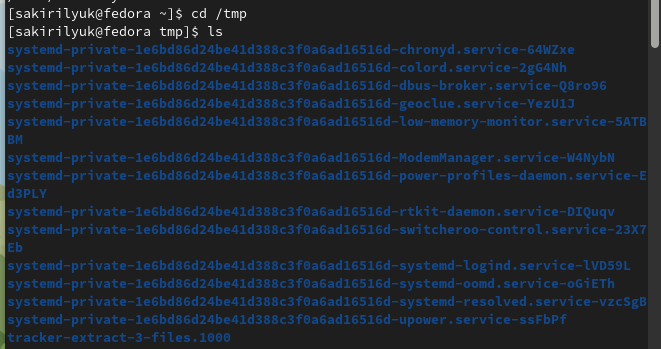 [sakirilyuk@fedora ~]$ cd /tmp
[sakirilyuk@fedora tmp]$ ls
systemd-private-1e6bd86d24be41d388c3f0a6ad16516d-chronyd.service-64WZxe
systemd-private-1e6bd86d24be41d388c3f0a6ad16516d-colord.service-2gG4Nh
systemd-private-1e6bd86d24be41d388c3f0a6ad16516d-dbus-broker.service-Q8ro96
systemd-private-1e6bd86d24be41d388c3f0a6ad16516d-geoclue.service-YezU1J
systemd-private-1e6bd86d24be41d388c3f0a6ad16516d-low-memory-monitor.service-5ATB
BM
systemd-private-1e6bd86d24be41d388c3f0a6ad16516d-ModemManager.service-W4NybN
systemd-private-1e6bd86d24be41d388c3f0a6ad16516d-power-profiles-daemon.service-E
d3PLY
systemd-private-1e6bd86d24be41d388c3f0a6ad16516d-rtkit-daemon.service-DIQuqv
systemd-private-1e6bd86d24be41d388c3f0a6ad16516d-switcheroo-control.service-23X7
Eb
systemd-private-1e6bd86d24be41d388c3f0a6ad16516d-systemd-logind.service-lVD59L
systemd-private-1e6bd86d24be41d388c3f0a6ad16516d-systemd-oomd.service-oGiETh
systemd-private-1e6bd86d24be41d388c3f0a6ad16516d-systemd-resolved.service-vzcSgB
systemd-private-1e6bd86d24be41d388c3f0a6ad16516d-upower.service-ssFbPf
tracker-extract-3-files.1000